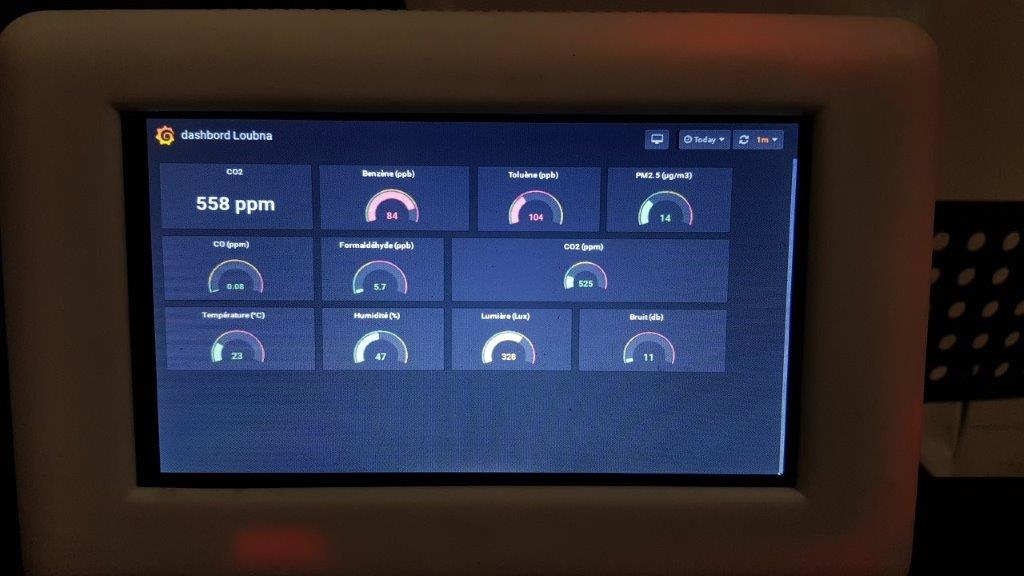 dashbord Loubna
Today
1m
CO2
558 ppm
Benzène (ppb)
84
Toluène (ppb)
104
PM2.5 (µg/m3)
14
CO (ppm)
0.08
Formaldéhyde (ppb)
5.7
CO2 (ppm)
525
Température (°C)
23
Humidité (%)
47
Lumière (Lux)
328
Bruit (db)
11